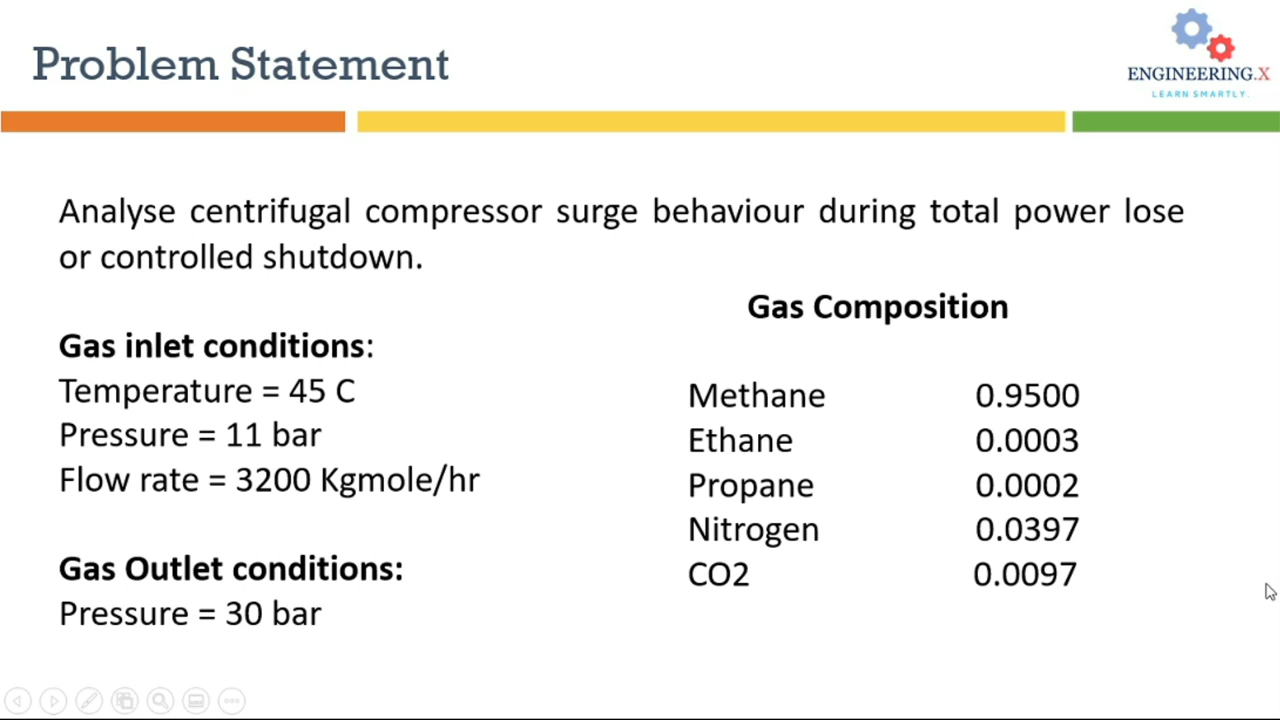 Problem Statement
ENGINEERING.X
LEARN SMARTLY.
Analyse centrifugal compressor surge behaviour during total power lose
or controlled shutdown.
Gas inlet conditions:
Temperature = 45 C
Pressure = 11 bar
Flow rate = 3200 Kgmole/hr
Gas Outlet conditions:
Pressure = 30 bar
Gas Composition
Methane 0.9500
Ethane 0.0003
Propane 0.0002
Nitrogen 0.0397
CO2 0.0097